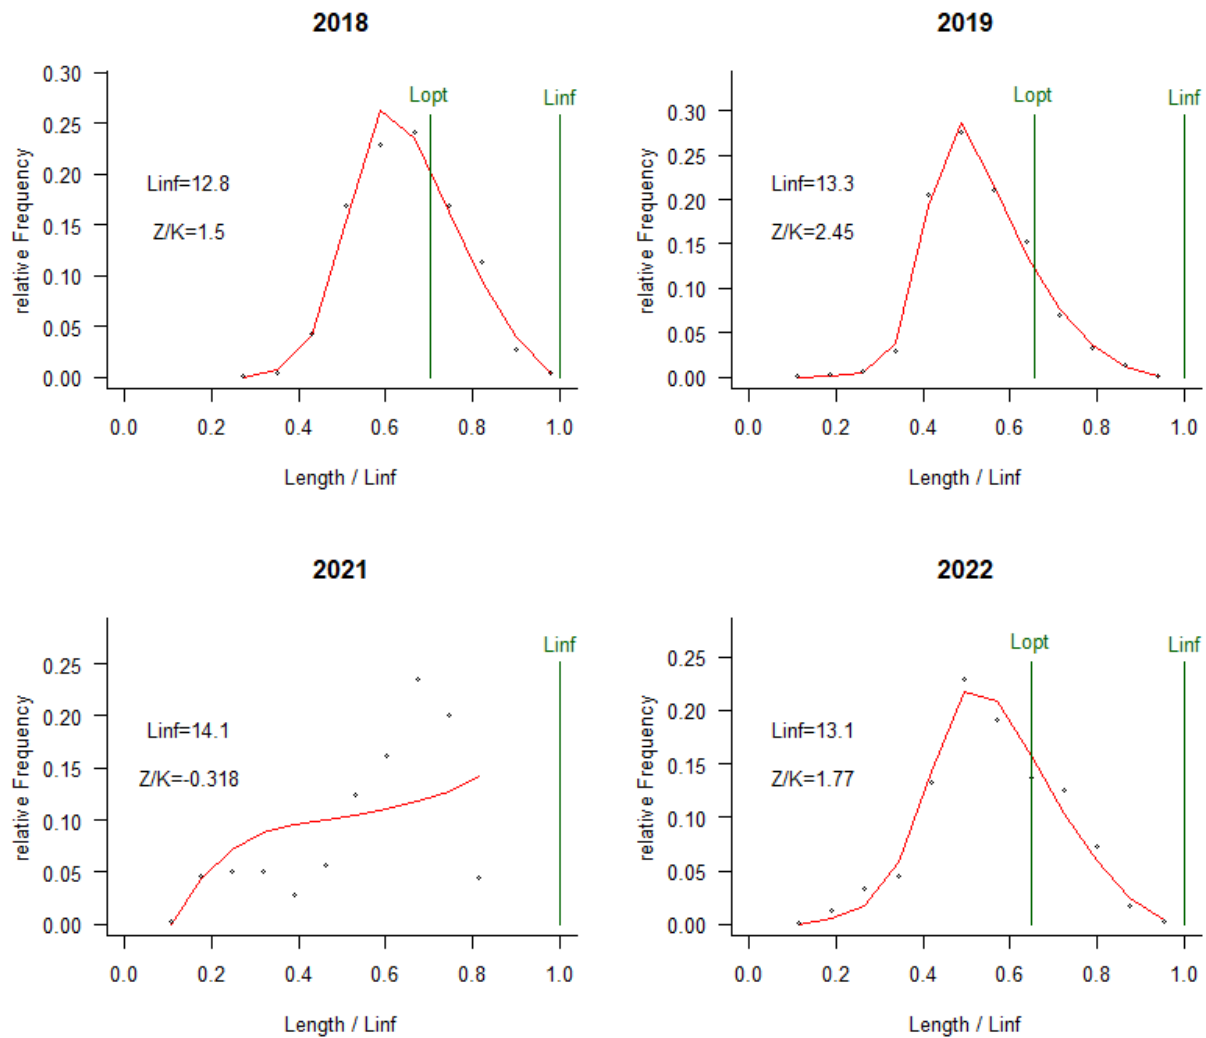 2018
relative Frequency
0.30
0.25
0.20
0.15
0.10
0.05
0.00
Lopt
Linf
Linf=12.8
Z/K=1.5
0.0 0.2 0.4 0.6 0.8 1.0
Length / Linf
2019
relative Frequency
0.30
0.25
0.20
0.15
0.10
0.05
0.00
Lopt
Linf
Linf=13.3
Z/K=2.45
0.0 0.2 0.4 0.6 0.8 1.0
Length / Linf
2021
relative Frequency
0.25
0.20
0.15
0.10
0.05
0.00
Linf
Linf=14.1
Z/K=-0.318
0.0 0.2 0.4 0.6 0.8 1.0
Length / Linf
2022
relative Frequency
0.25
0.20
0.15
0.10
0.05
0.00
Lopt
Linf
Linf=13.1
Z/K=1.77
0.0 0.2 0.4 0.6 0.8 1.0
Length / Linf